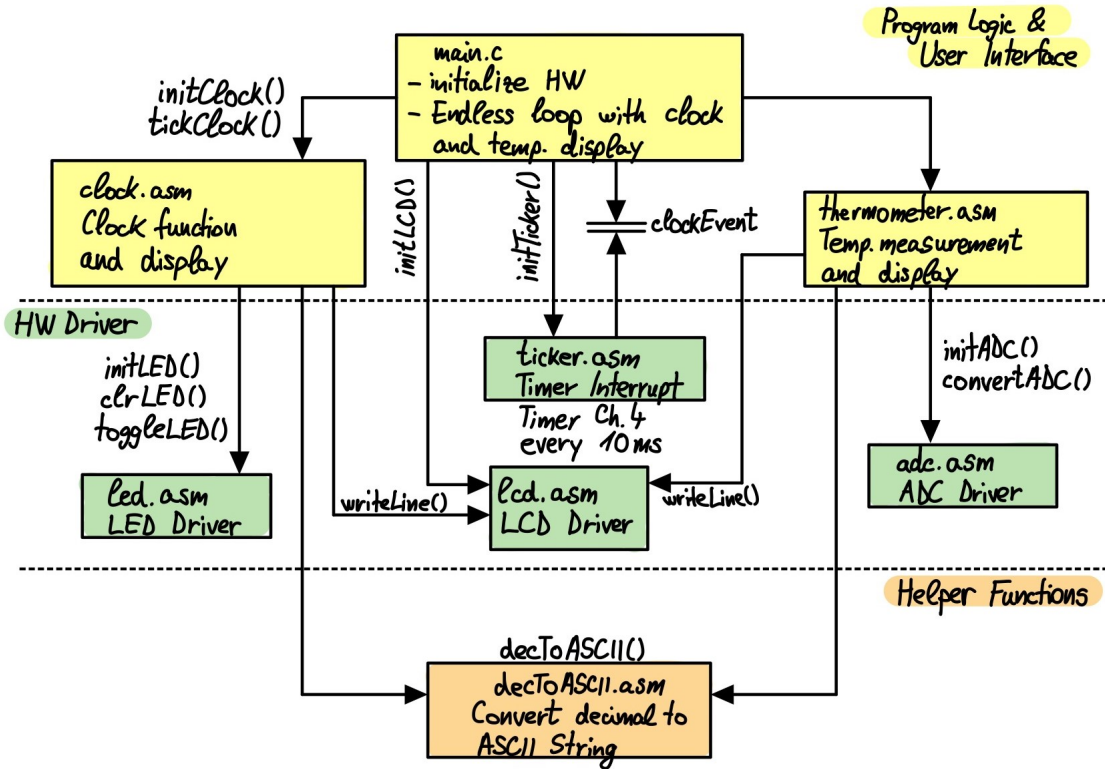 Program Logic &
User Interface
main.c
- initialize HW
- Endless loop with clock
and temp. display
initClock()
tickClock()
clock.asm
Clock function
and display
initLCD()
initTicker()
clockEvent
thermometer.asm
Temp. measurement
and display
HW Driver
initLED()
clrLED()
toggleLED()
ticker.asm
Timer Interrupt
Timer Ch. 4
every 10ms
initADC()
convertADC()
led.asm
LED Driver
writeLine()
lcd.asm
LCD Driver
writeLine()
adc.asm
ADC Driver
Helper Functions
decToASCII()
decToASCII.asm
Convert decimal to
ASCII String